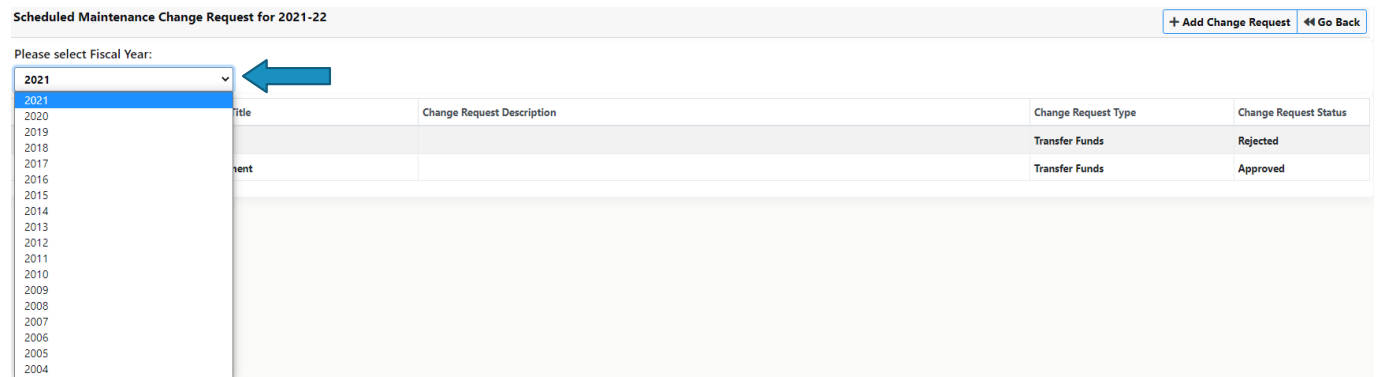 Scheduled Maintenance Change Request for 2021-22
+ Add Change Request
Go Back
Please select Fiscal Year:
2021
2021
2020
2019
2018
2017
2016
2015
2014
2013
2012
2011
2010
2009
2008
2007
2006
2005
2004
Title Change Request Description Change Request Type Change Request Status
Transfer Funds Rejected
ment Transfer Funds Approved